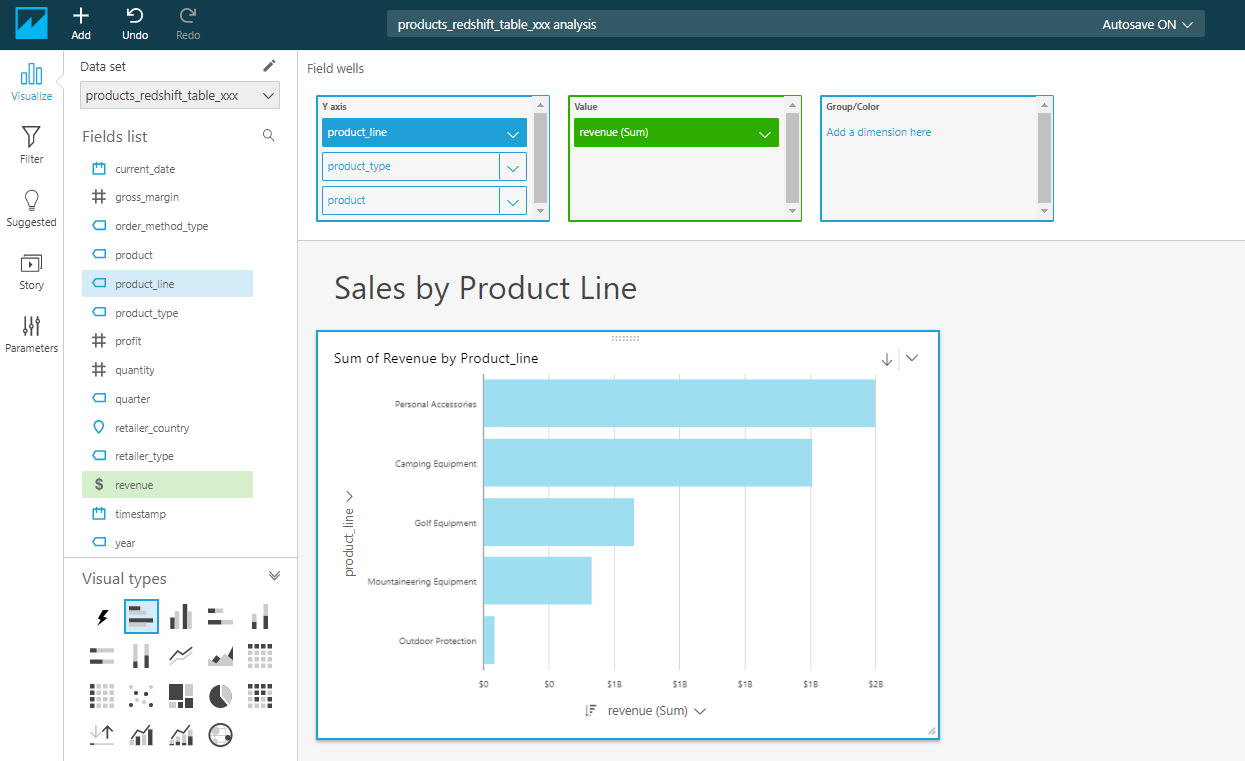 Add
Undo
Redo
products_redshift_table_xxx analysis
Autosave ON
Visualize
Filter
Suggested
Story
Parameters
Data set
products_redshift_table_xxx
Fields list
current_date
gross_margin
order_method_type
product
product_line
product_type
profit
quantity
quarter
retailer_country
retailer_type
$ revenue
timestamp
year
Visual types
Field wells
Y axis
product_line
product_type
product
Value
revenue (Sum)
Group/Color
Add a dimension here
Sales by Product Line
Sum of Revenue by Product_line
product_line
Personal Accessories
Camping Equipment
Golf Equipment
Mountaineering Equipment
Outdoor Protection
$0 $0 $1B $1B $1B $1B $2B
revenue (Sum)